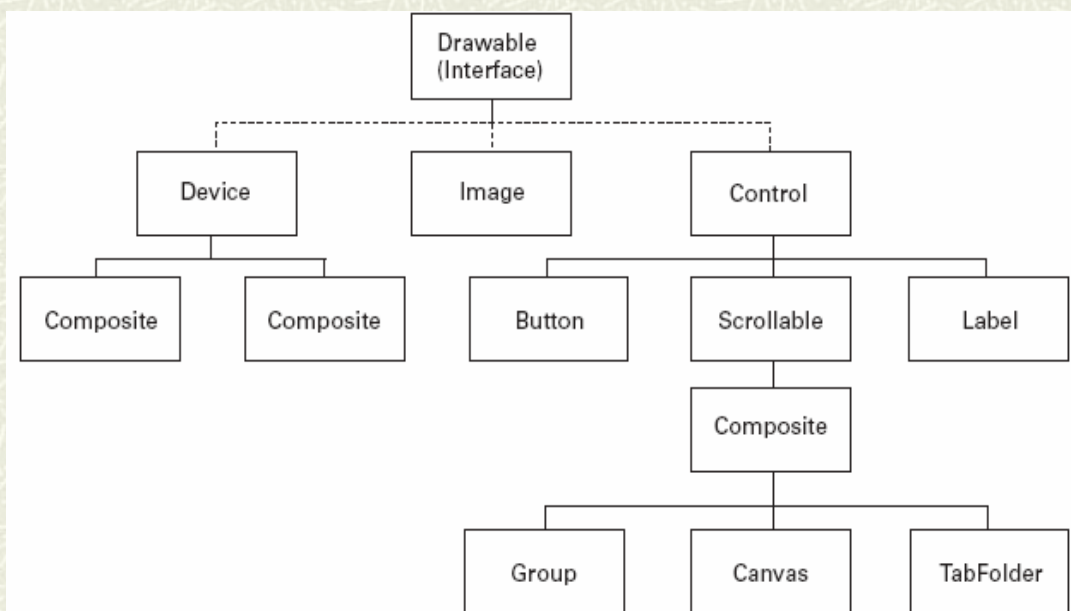 Drawable
(Interface)
Device
Image
Control
Composite
Composite
Button
Scrollable
Label
Composite
Group
Canvas
TabFolder